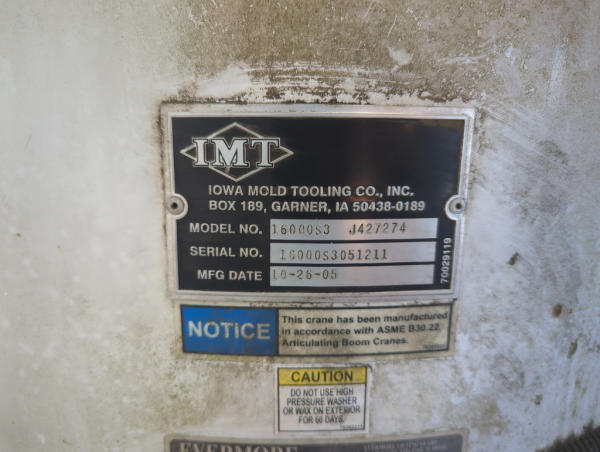 IMT
IOWA MOLD TOOLING CO., INC.
BOX 189, GARNER, IA 50438-0189
MODEL NO. 16000S3 J427274
SERIAL NO. 16000S3051211
MFG DATE 10-26-05
70029119
NOTICE
This crane has been manufactured
in accordance with ASME B30.22,
Articulating Boom Cranes.
CAUTION
DO NOT USE HIGH
PRESSURE WASHER
OR WAX ON EXTERIOR
FOR 60 DAYS.
EVERMORE